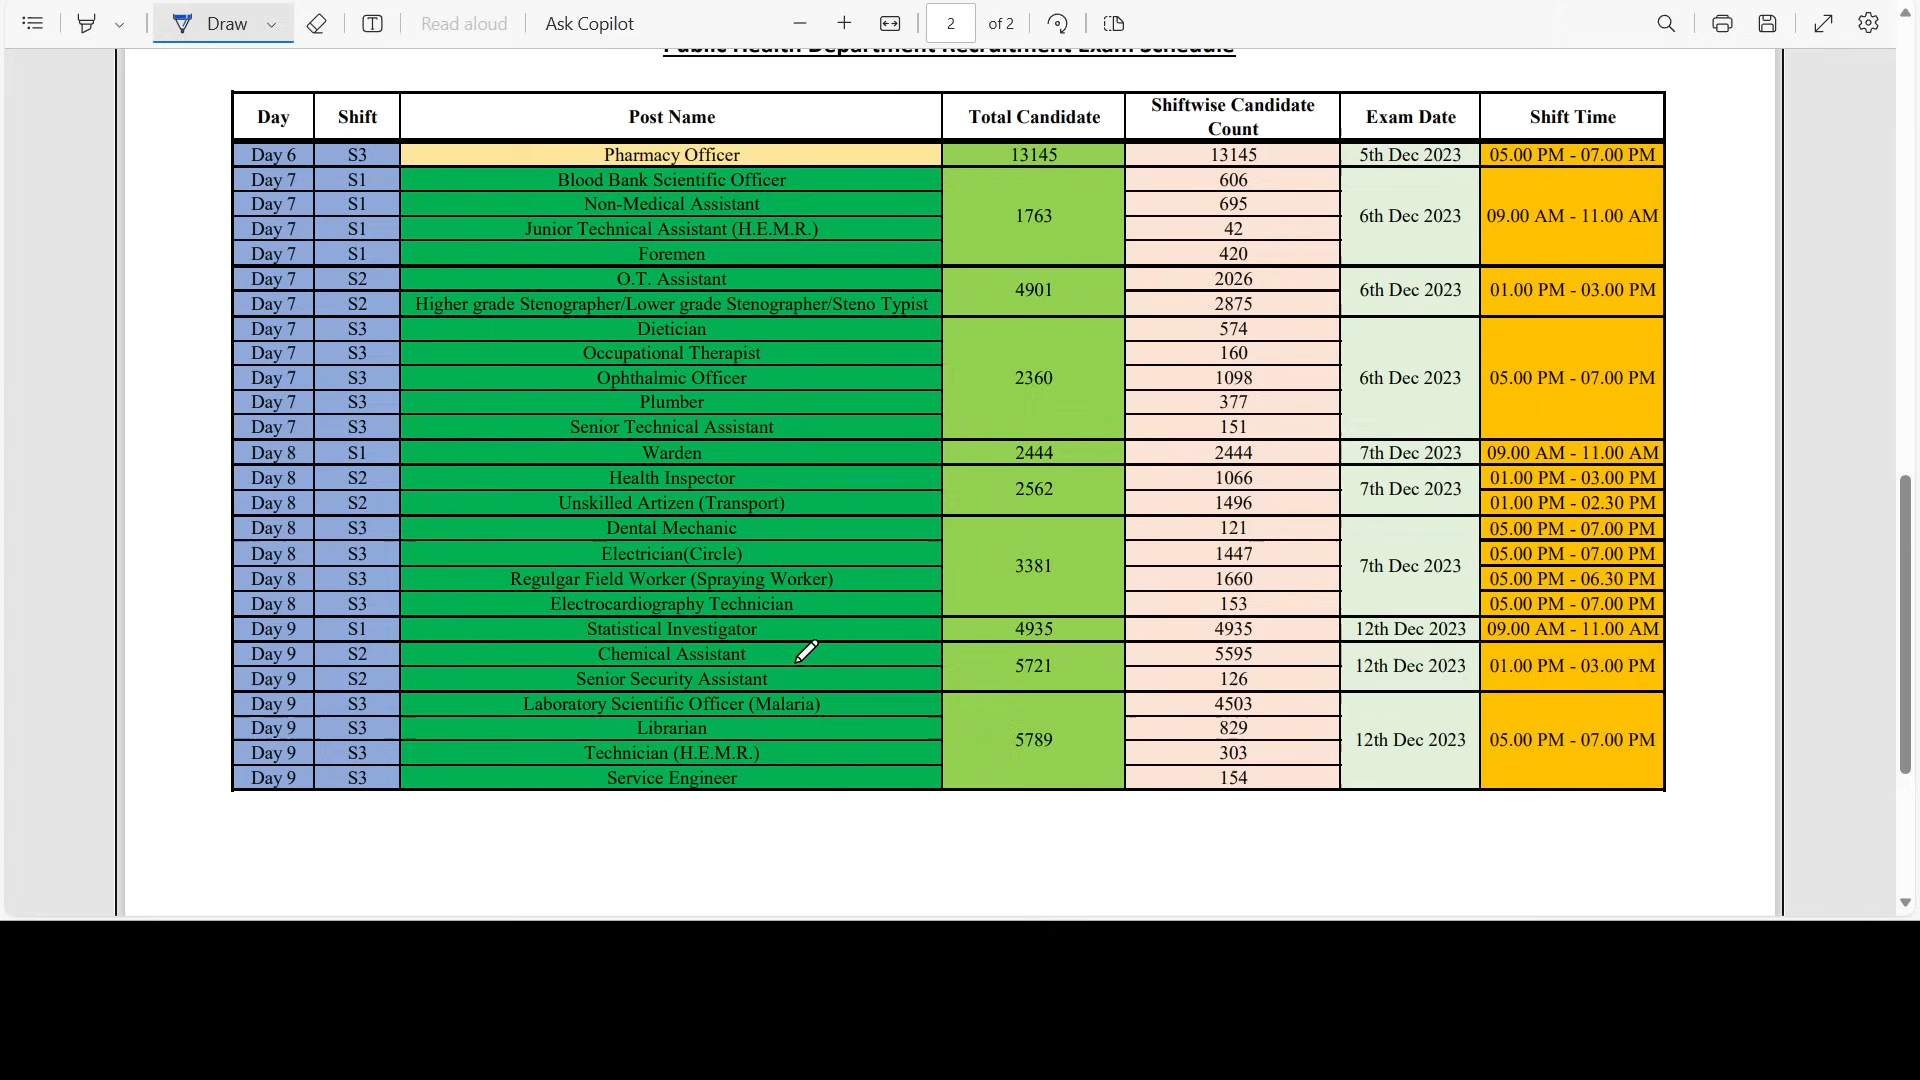 Draw Read aloud Ask Copilot 2 of 2
Public Health Department Recruitment Exam Schedule
Day Shift Post Name Total Candidate Shiftwise Candidate Count Exam Date Shift Time
Day 6 S3 Pharmacy Officer 13145 13145 5th Dec 2023 05.00 PM - 07.00 PM
Day 7 S1 Blood Bank Scientific Officer 606
Day 7 S1 Non-Medical Assistant 695
1763 6th Dec 2023 09.00 AM - 11.00 AM
Day 7 S1 Junior Technical Assistant (H.E.M.R.) 42
Day 7 S1 Foremen 420
Day 7 S2 O.T. Assistant 2026
4901 6th Dec 2023 01.00 PM - 03.00 PM
Day 7 S2 Higher grade Stenographer/Lower grade Stenographer/Steno Typist 2875
Day 7 S3 Dietician 574
Day 7 S3 Occupational Therapist 160
Day 7 S3 Ophthalmic Officer 2360 1098 6th Dec 2023 05.00 PM - 07.00 PM
Day 7 S3 Plumber 377
Day 7 S3 Senior Technical Assistant 151
Day 8 S1 Warden 2444 2444 7th Dec 2023 09.00 AM - 11.00 AM
Day 8 S2 Health Inspector 1066 01.00 PM - 03.00 PM
2562 7th Dec 2023
Day 8 S2 Unskilled Artizen (Transport) 1496 01.00 PM - 02.30 PM
Day 8 S3 Dental Mechanic 121 05.00 PM - 07.00 PM
Day 8 S3 Electrician(Circle) 1447 05.00 PM - 07.00 PM
3381 7th Dec 2023
Day 8 S3 Regulgar Field Worker (Spraying Worker) 1660 05.00 PM - 06.30 PM
Day 8 S3 Electrocardiography Technician 153 05.00 PM - 07.00 PM
Day 9 S1 Statistical Investigator 4935 4935 12th Dec 2023 09.00 AM - 11.00 AM
Day 9 S2 Chemical Assistant 5595
5721 12th Dec 2023 01.00 PM - 03.00 PM
Day 9 S2 Senior Security Assistant 126
Day 9 S3 Laboratory Scientific Officer (Malaria) 4503
Day 9 S3 Librarian 829
5789 12th Dec 2023 05.00 PM - 07.00 PM
Day 9 S3 Technician (H.E.M.R.) 303
Day 9 S3 Service Engineer 154